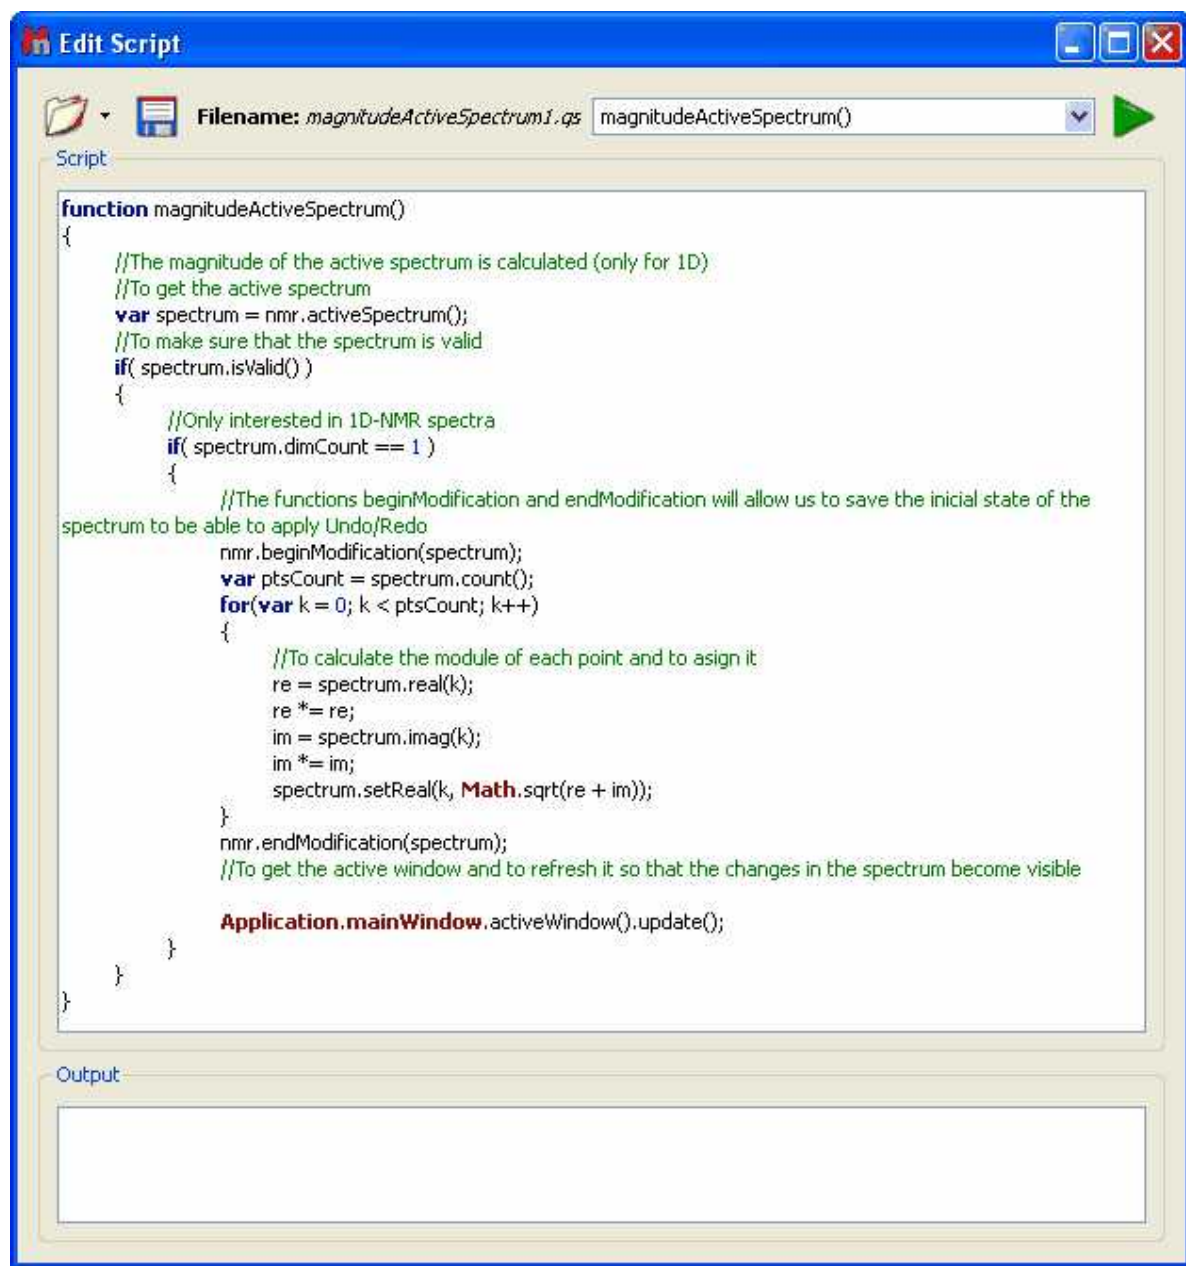 Edit Script
Filename: magnitudeActiveSpectrum1.qs magnitudeActiveSpectrum()
Script
function magnitudeActiveSpectrum()
{
//The magnitude of the active spectrum is calculated (only for 1D)
//To get the active spectrum
var spectrum = nmr.activeSpectrum();
//To make sure that the spectrum is valid
if( spectrum.isValid() )
{
//Only interested in 1D-NMR spectra
if( spectrum.dimCount == 1 )
{
//The functions beginModification and endModification will allow us to save the inicial state of the
spectrum to be able to apply Undo/Redo
nmr.beginModification(spectrum);
var ptsCount = spectrum.count();
for(var k = 0; k < ptsCount; k++)
{
//To calculate the module of each point and to asign it
re = spectrum.real(k);
re *= re;
im = spectrum.imag(k);
im *= im;
spectrum.setReal(k, Math.sqrt(re + im));
}
nmr.endModification(spectrum);
//To get the active window and to refresh it so that the changes in the spectrum become visible
Application.mainWindow.activeWindow().update();
}
}
}
Output